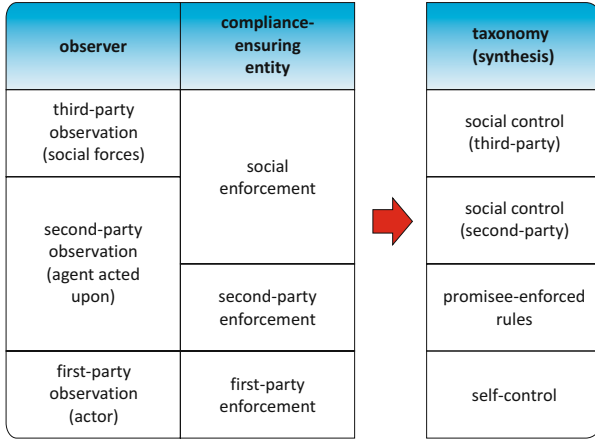 observer
compliance-
ensuring
entity
taxonomy
(synthesis)
third-party
observation
(social forces)
social
enforcement
social control
(third-party)
second-party
observation
(agent acted
upon)
social control
(second-party)
second-party
enforcement
promisee-enforced
rules
first-party
observation
(actor)
first-party
enforcement
self-control